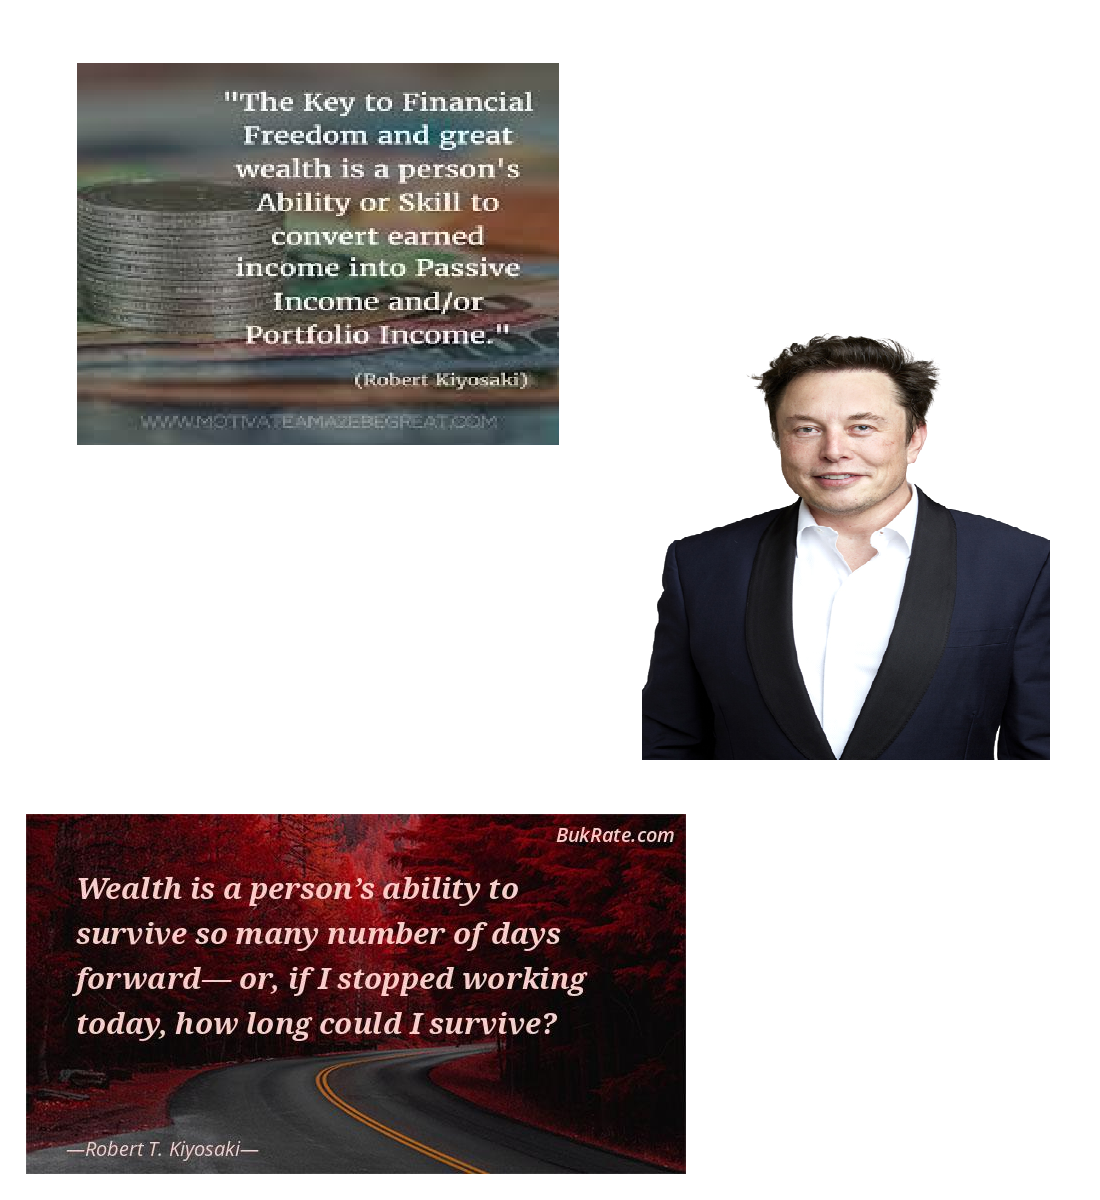 "The Key to Financial
Freedom and great
wealth is a person's
Ability or Skill to
convert earned
income into Passive
Income and/or
Portfolio Income."
(Robert Kiyosaki)
WWW.MOTIVATEAMAZEBEGREAT.COM
BukRate.com
Wealth is a person’s ability to
survive so many number of days
forward— or, if I stopped working
today, how long could I survive?
—Robert T. Kiyosaki—